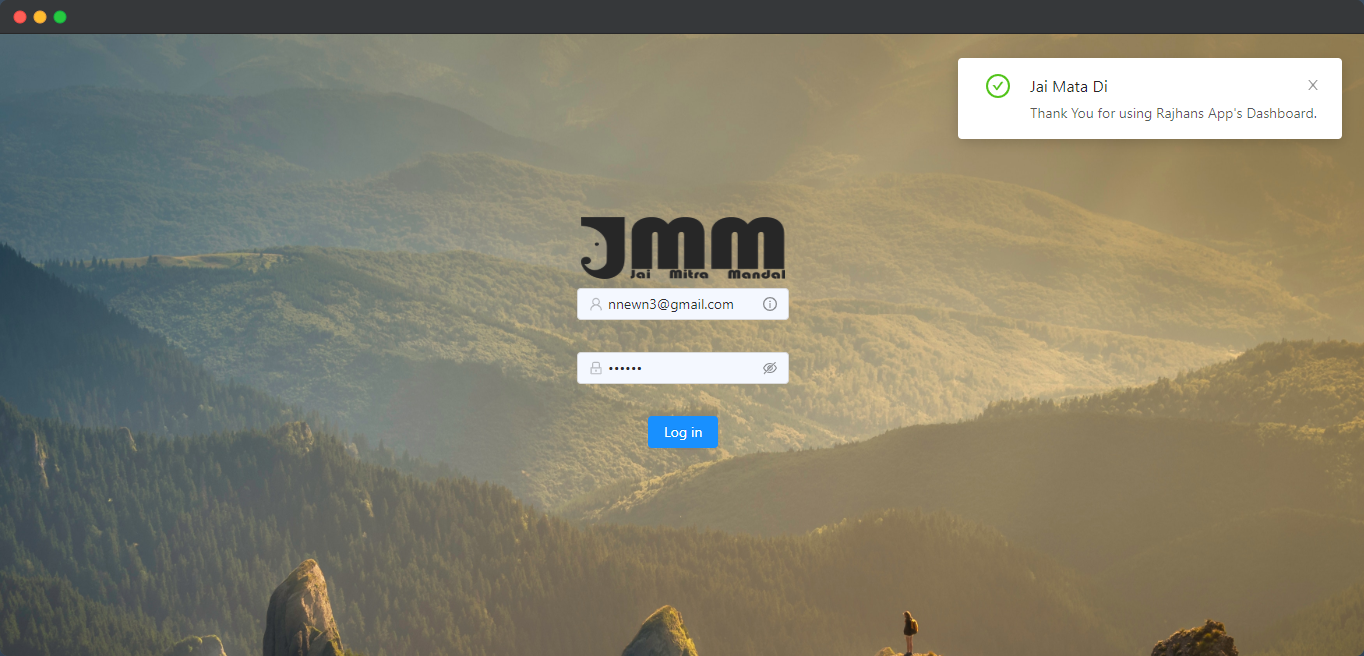 Jai Mata Di
Thank You for using Rajhans App's Dashboard.
JMM
Jai Mitra Mandal
nnewn3@gmail.com
••••••
Log in